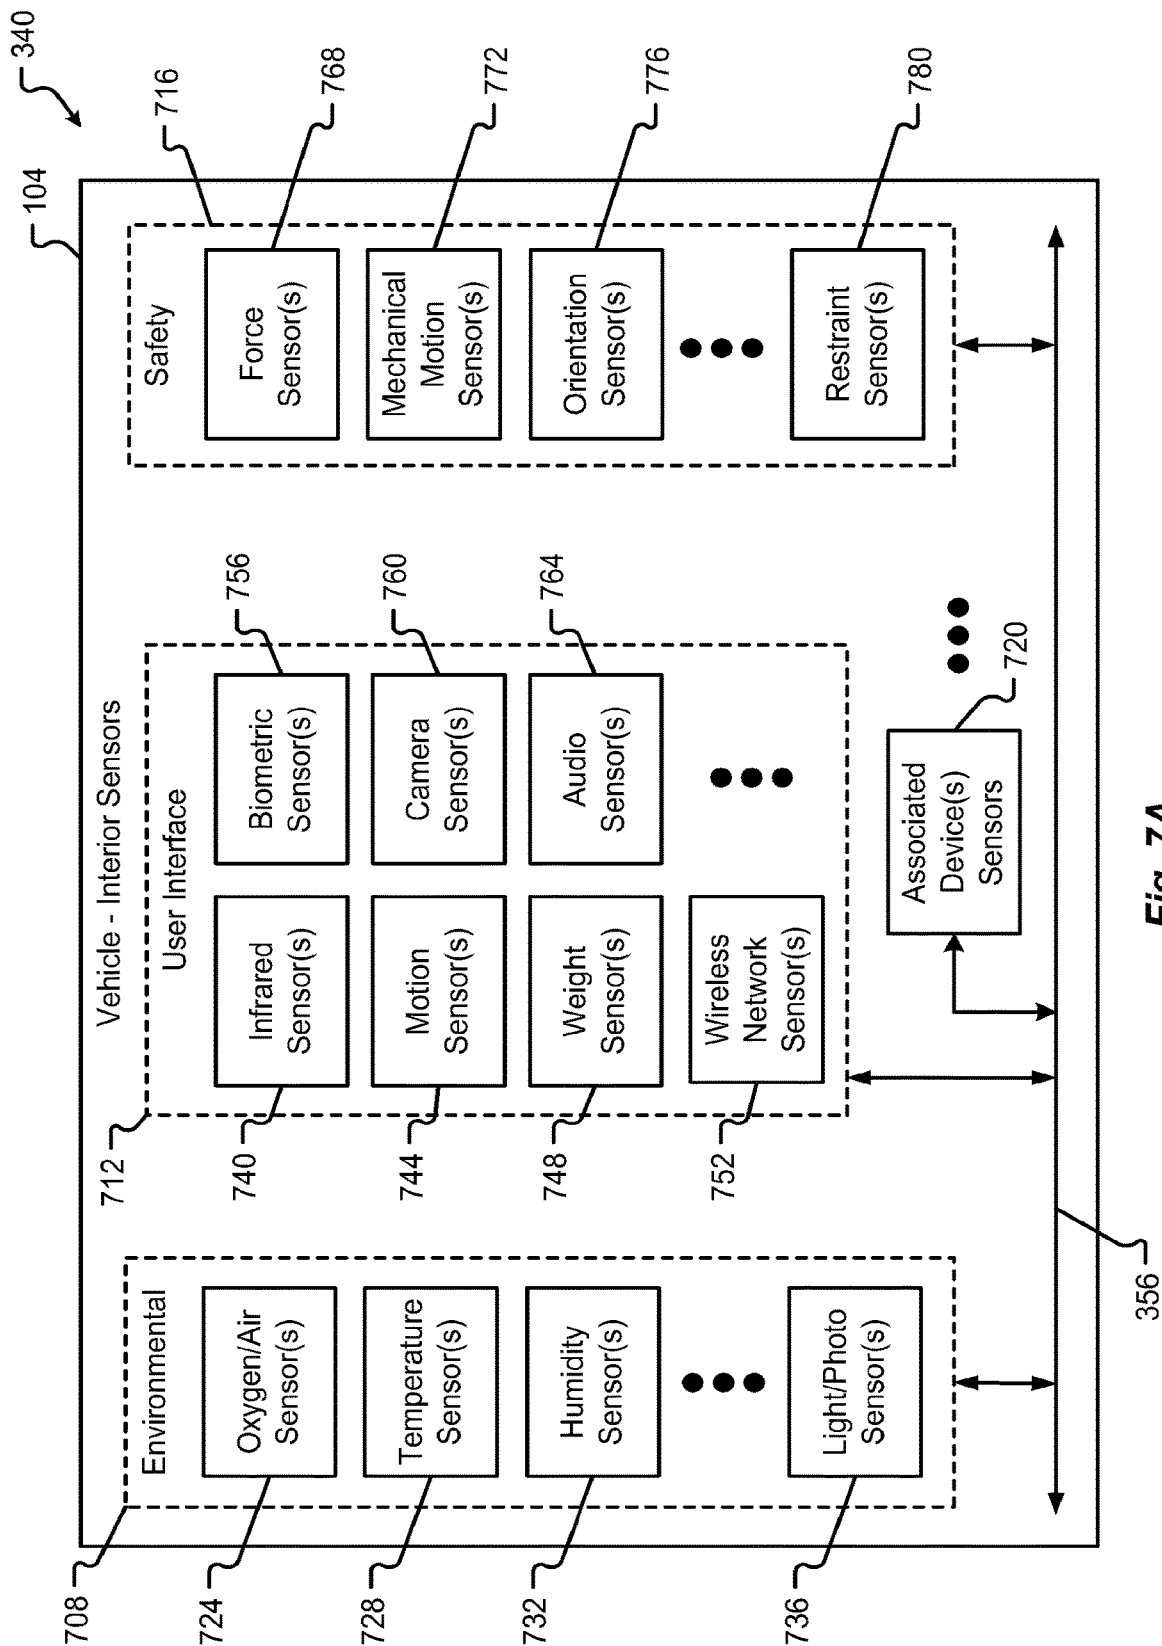 340
104
Vehicle - Interior Sensors
708
Environmental
724
Oxygen/Air
Sensor(s)
728
Temperature
Sensor(s)
732
Humidity
Sensor(s)
736
Light/Photo
Sensor(s)
712
User Interface
740
Infrared
Sensor(s)
756
Biometric
Sensor(s)
744
Motion
Sensor(s)
760
Camera
Sensor(s)
748
Weight
Sensor(s)
764
Audio
Sensor(s)
752
Wireless
Network
Sensor(s)
716
Safety
768
Force
Sensor(s)
772
Mechanical
Motion
Sensor(s)
776
Orientation
Sensor(s)
780
Restraint
Sensor(s)
720
Associated
Device(s)
Sensors
356
Fig. 7A